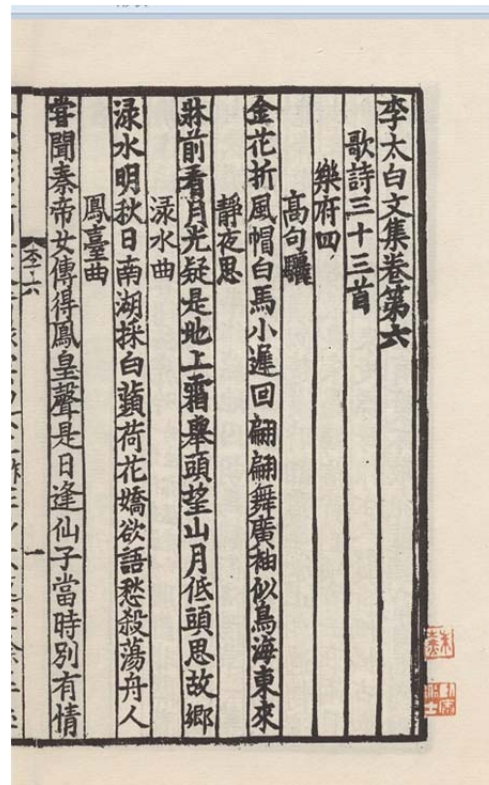 李太白文集卷第六
歌詩三十三首
樂府四
高句驪
金花折風帽白馬小遲回翩翩舞廣袖似鳥海東來
靜夜思
牀前看月光疑是地上霜舉頭望山月低頭思故鄉
淥水曲
淥水明秋日南湖採白蘋荷花嬌欲語愁殺蕩舟人
鳳臺曲
甞聞秦帝女傳得鳳皇聲是日逢仙子當時別有情
一